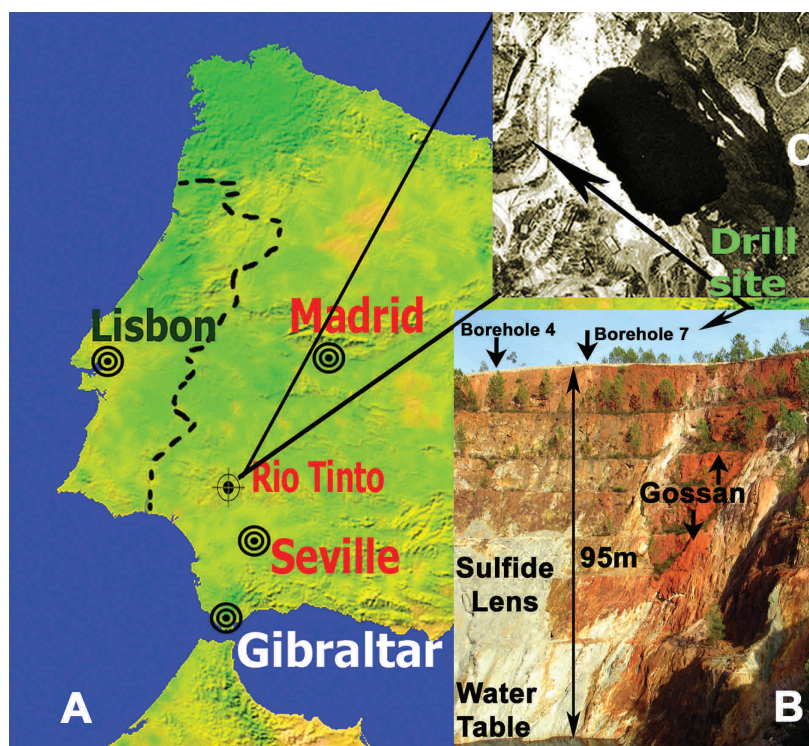 C
Drill
site
Lisbon
Madrid
Borehole 4
Borehole 7
Rio Tinto
Gossan
Seville
95m
Sulfide
Lens
Gibraltar
Water
Table
A
B